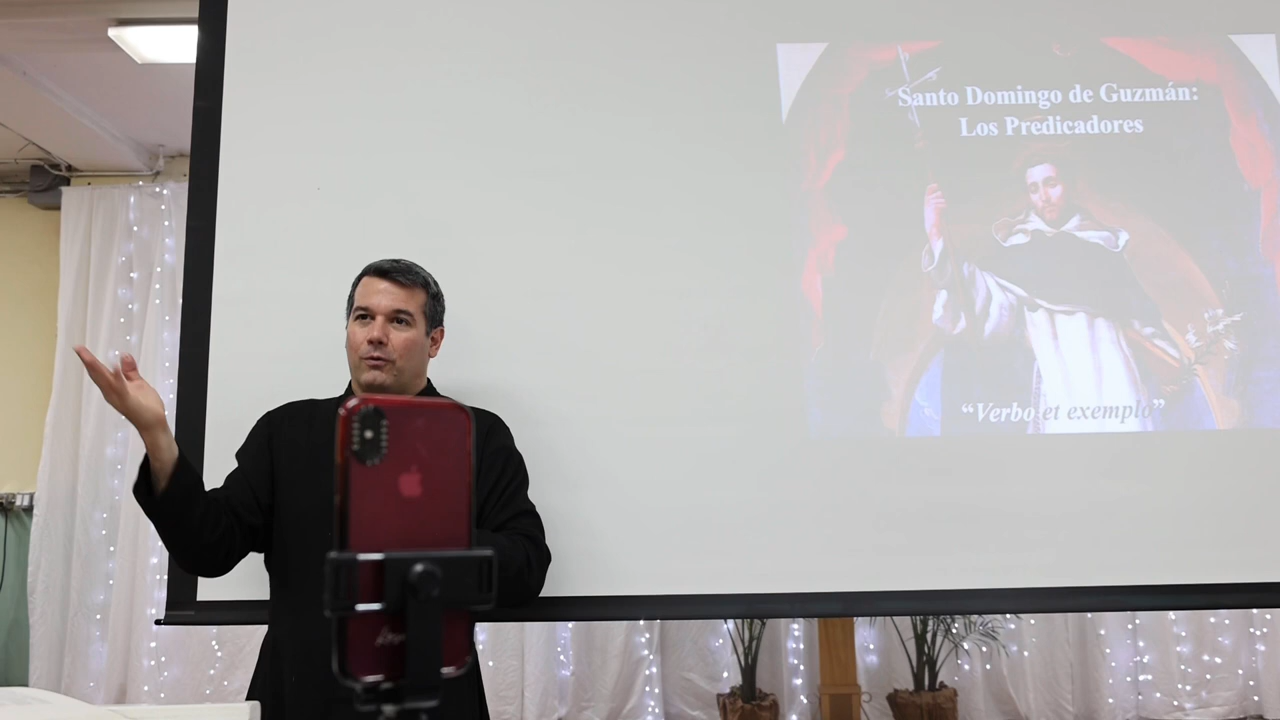 Santo Domingo de Guzmán:
Los Predicadores
“Verbo et exemplo”